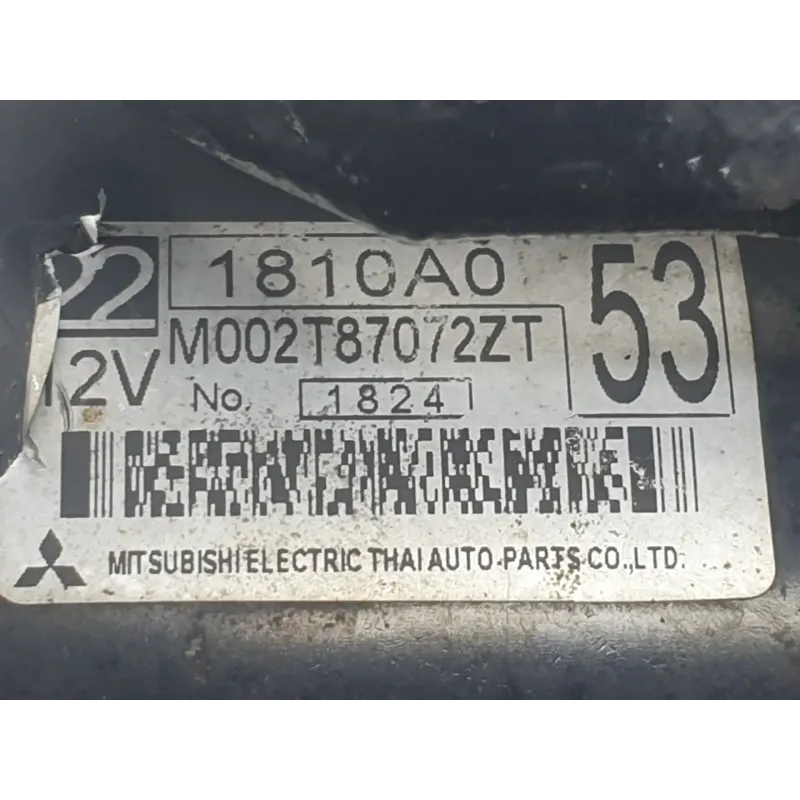 22
1810A0
53
M002T87072ZT
12V
No. 1824
MITSUBISHI ELECTRIC THAI AUTO-PARTS CO.,LTD.